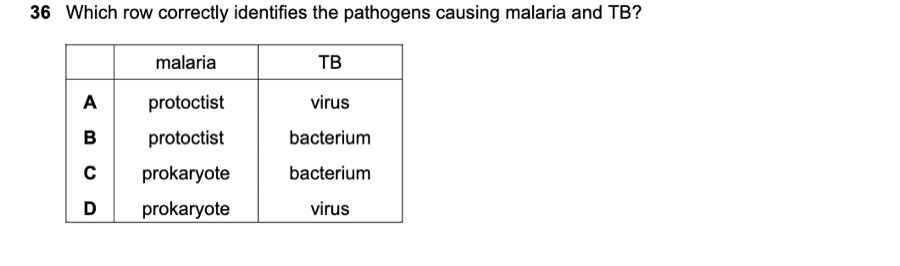 36 Which row correctly identifies the pathogens causing malaria and TB?
malaria TB
A protoctist virus
B protoctist bacterium
C prokaryote bacterium
D prokaryote virus